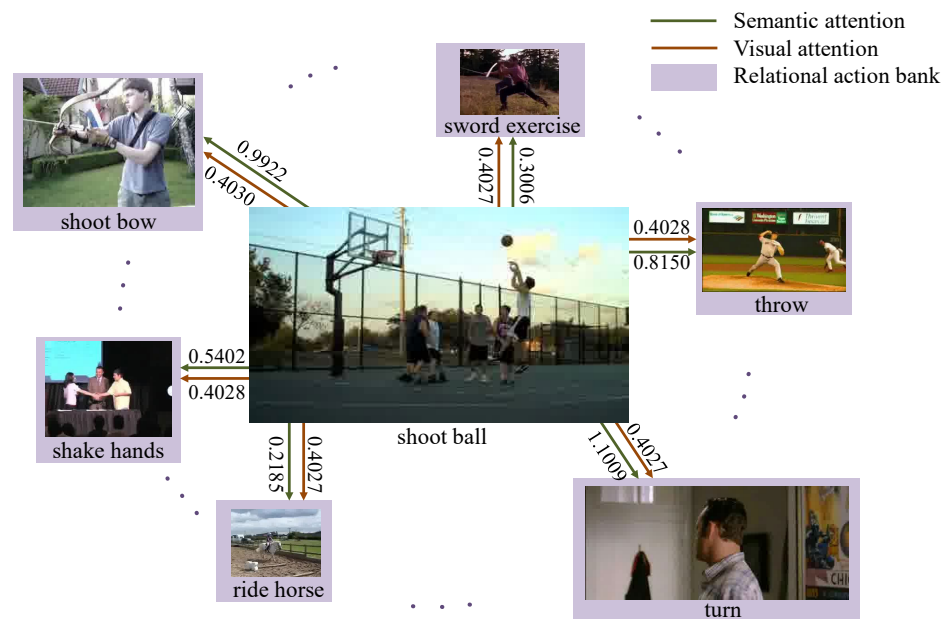 Semantic attention
Visual attention
Relational action bank
sword exercise
shoot bow
0.9922
0.4030
0.4027
0.3006
0.4028
0.8150
throw
0.5402
0.4028
shake hands
shoot ball
0.2185
0.4027
1.1009
0.4027
ride horse
turn
CHI